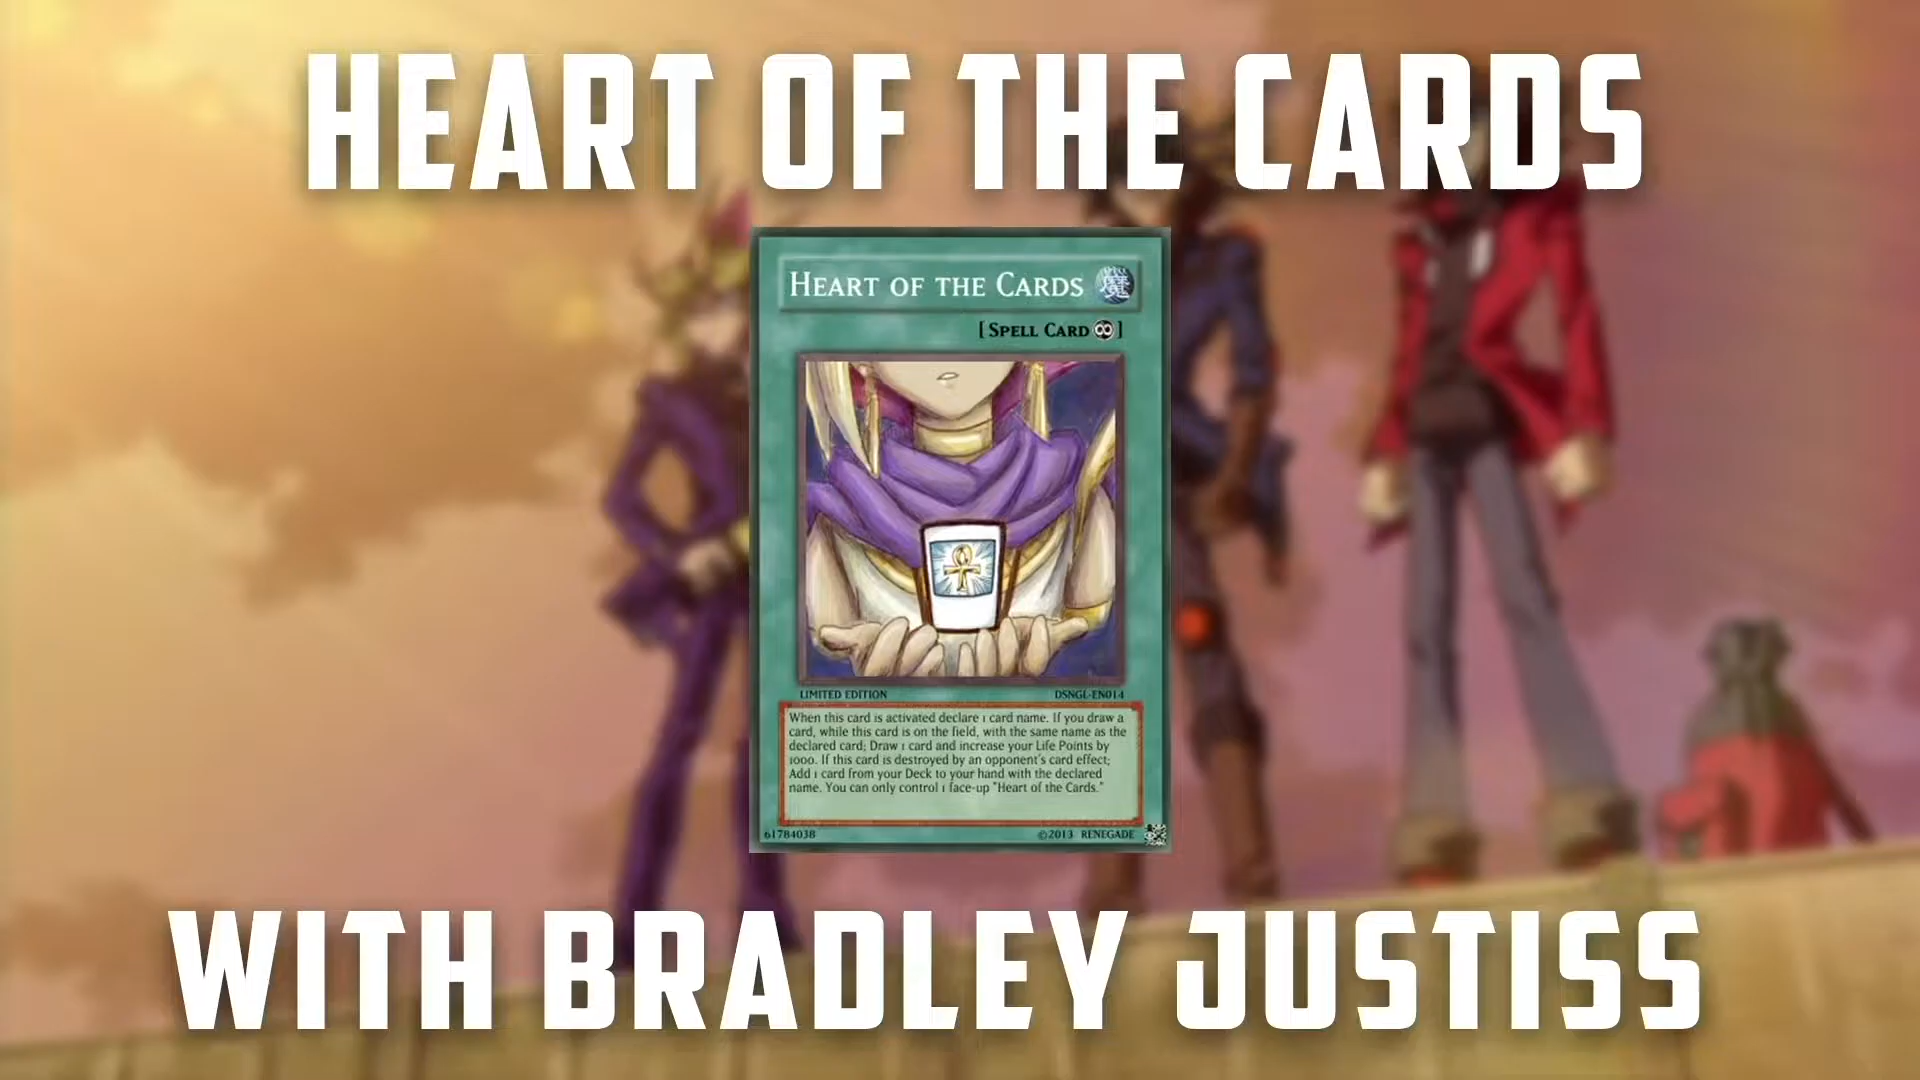 HEART OF THE CARDS
HEART OF THE CARDS 魔
[SPELL CARD]
LIMITED EDITION
DSNGL-EN014
When this card is activated declare 1 card name. If you draw a
card, while this card is on the field, with the same name as the
declared card; Draw 1 card and increase your Life Points by
1000. If this card is destroyed by an opponent's card effect;
Add 1 card from your Deck to your hand with the declared
name. You can only control 1 face-up "Heart of the Cards."
61784038
©2013 RENEGADE
WITH BRADLEY JUSTISS